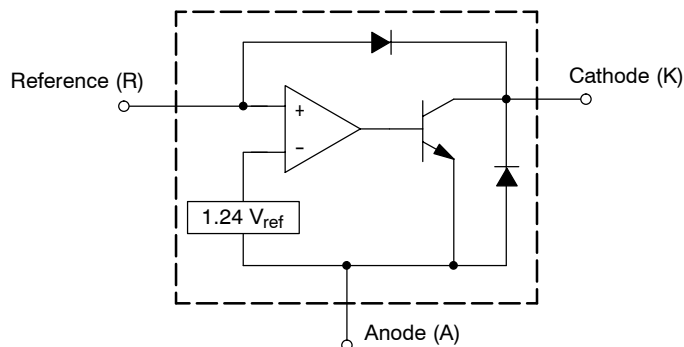 Reference (R)
Cathode (K)
+
−
1.24 Vref
Anode (A)